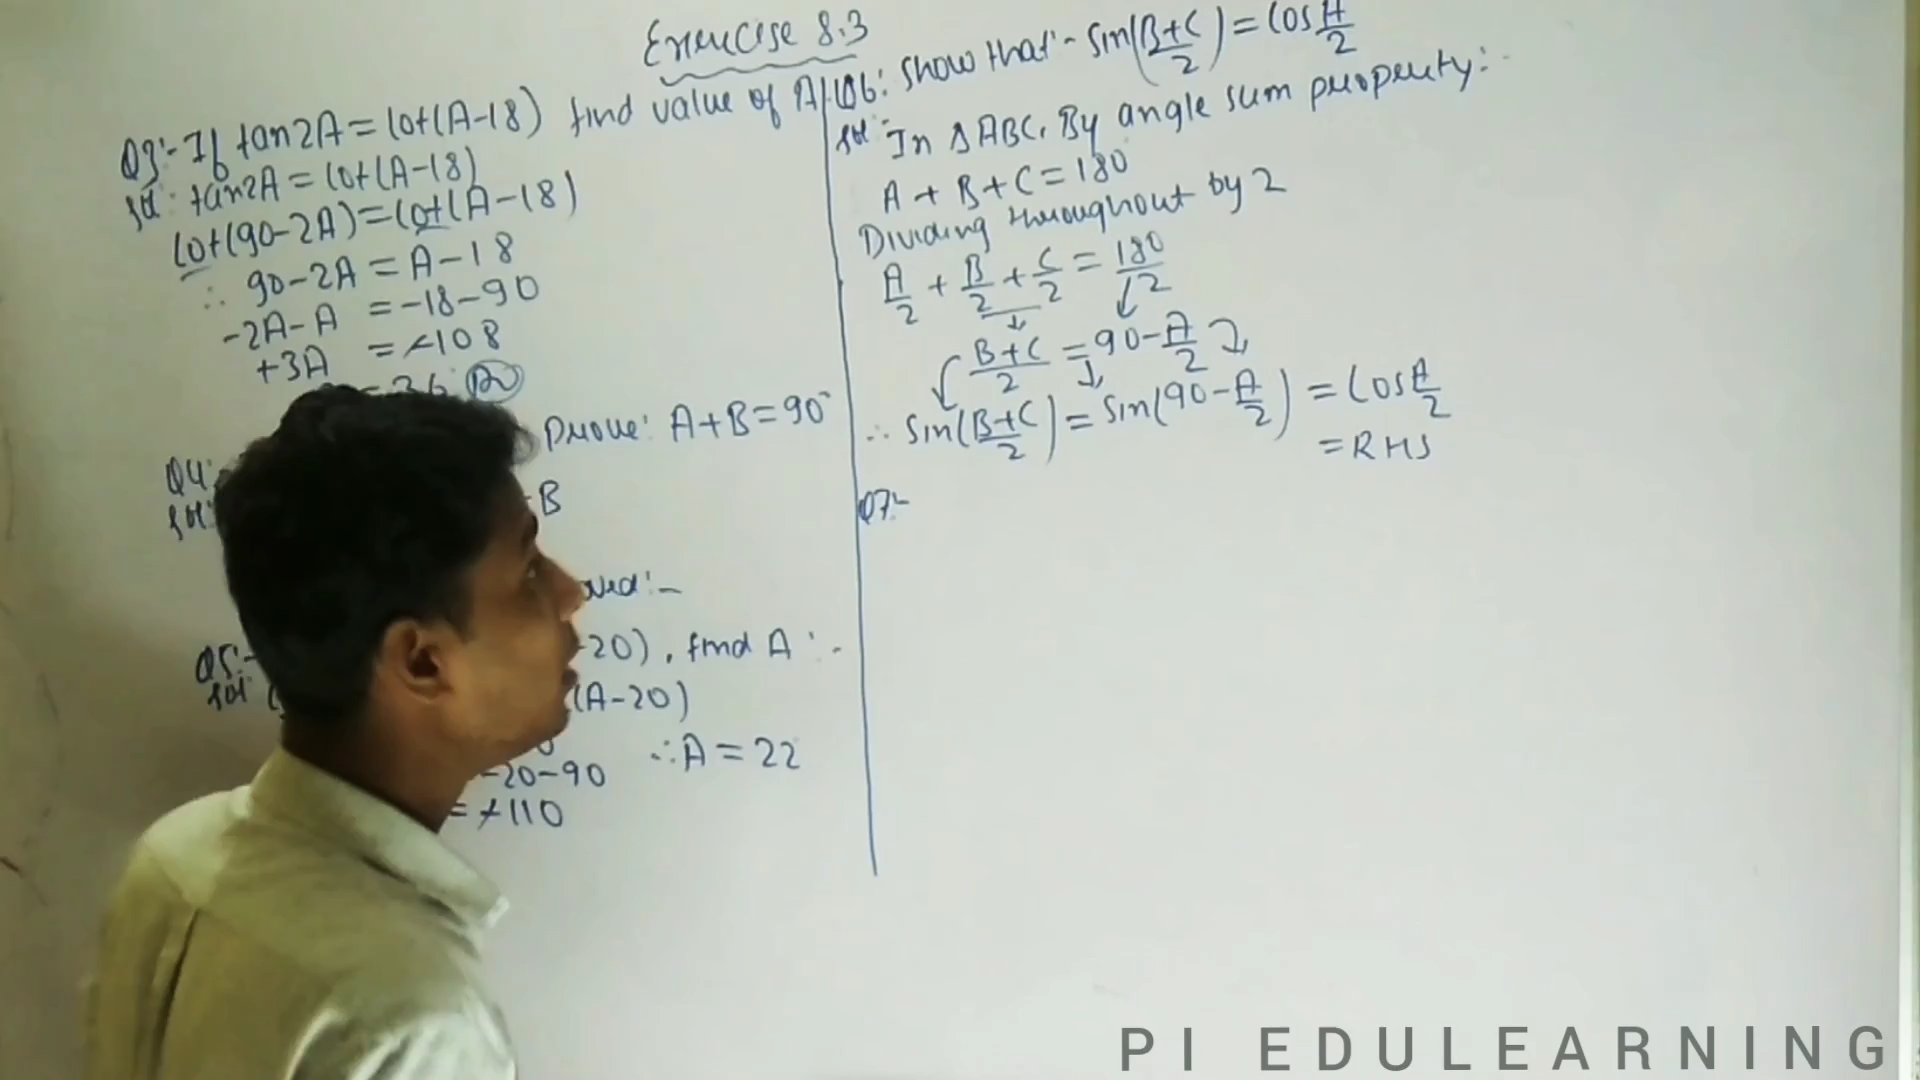 Exercise 8.3
Q3:- If tan2A = Cot(A-18) find value of A
sol: tan2A = Cot(A-18)
Cot(90-2A) = Cot(A-18)
∴ 90-2A = A-18
-2A-A = -18-90
+3A = -108
= 36
Q4: Prove: A+B=90°
sol: B
Q5:- -20), find A :-
sol: (A-20)
-20-90 ∴ A = 22
= -110
Q6: Show that:- Sin(B+C/2) = Cos A/2
sol:- In △ABC, By angle sum property:-
A + B + C = 180
Dividing throughout by 2
A/2 + B/2 + C/2 = 180/2
B+C/2 = 90 - A/2
∴ Sin(B+C/2) = Sin(90 - A/2) = Cos A/2
= RHS
Q7:-
PI EDULEARNING